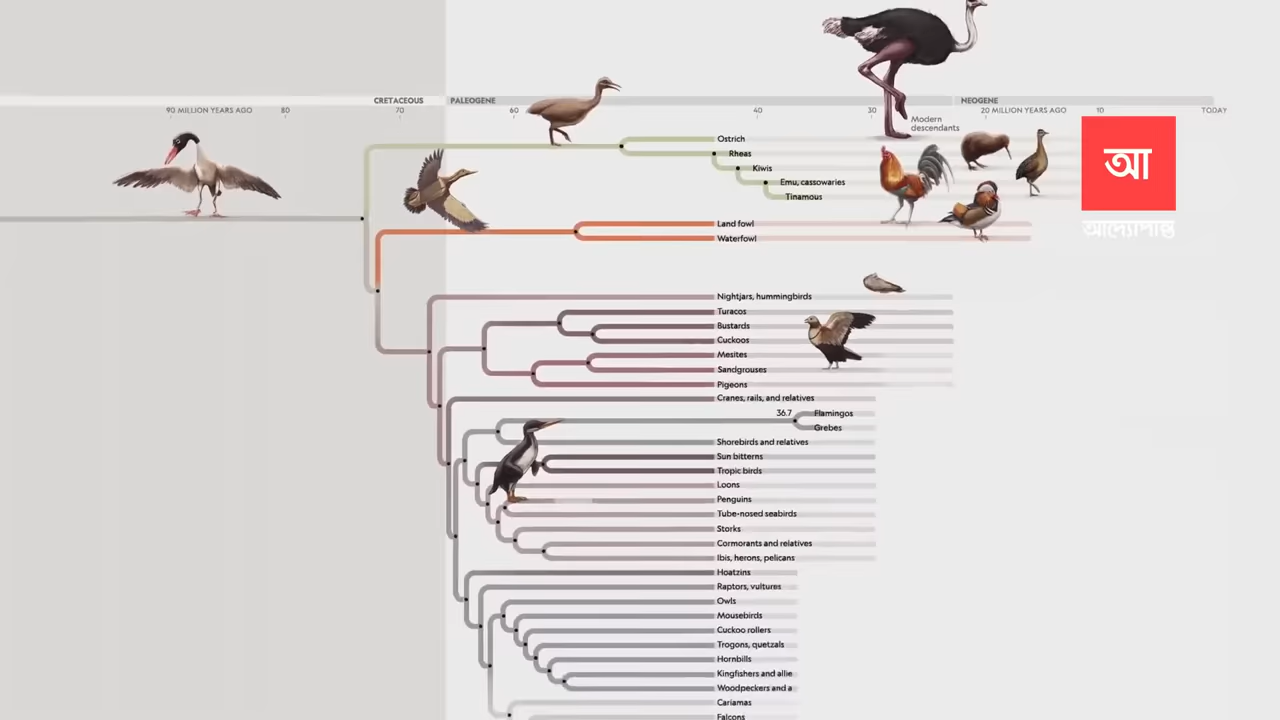 CRETACEOUS PALEOGENE NEOGENE
90 MILLION YEARS AGO 80 70 60 40 30 20 MILLION YEARS AGO 10 TODAY
Modern
descendants
আ
আদ্যোপান্ত
Ostrich
Rheas
Kiwis
Emu, cassowaries
Tinamous
Land fowl
Waterfowl
Nightjars, hummingbirds
Turacos
Bustards
Cuckoos
Mesites
Sandgrouses
Pigeons
Cranes, rails, and relatives
36.7 Flamingos
Grebes
Shorebirds and relatives
Sun bitterns
Tropic birds
Loons
Penguins
Tube-nosed seabirds
Storks
Cormorants and relatives
Ibis, herons, pelicans
Hoatzins
Raptors, vultures
Owls
Mousebirds
Cuckoo rollers
Trogons, quetzals
Hornbills
Kingfishers and allie
Woodpeckers and a
Cariamas
Falcons